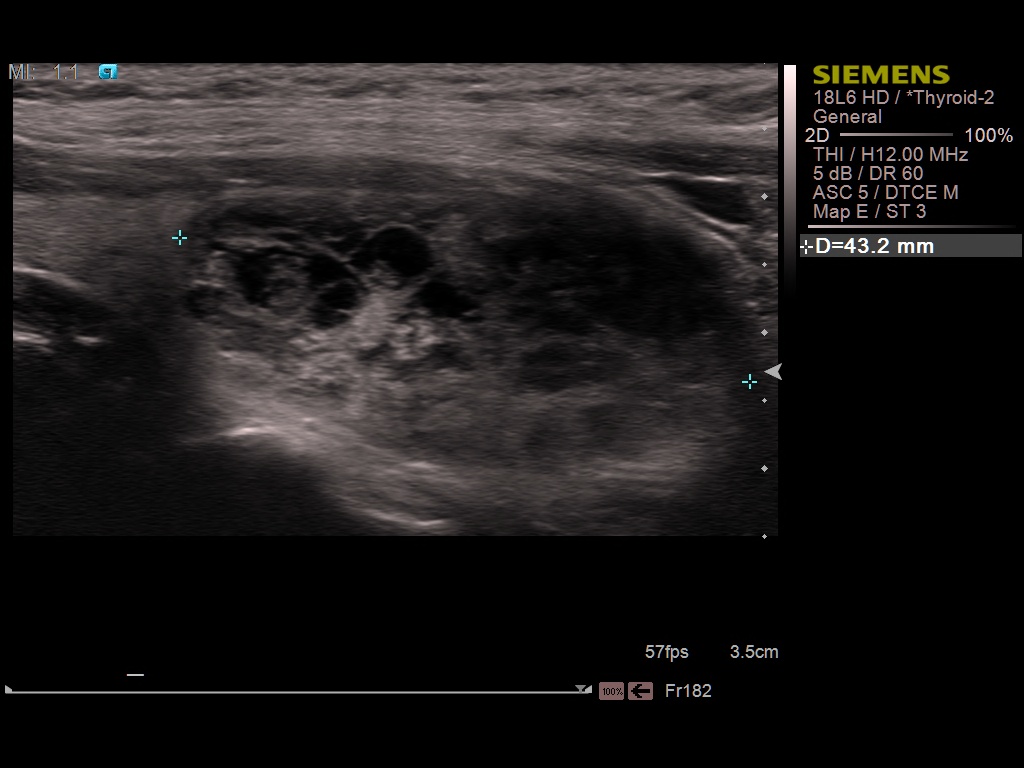 MI: 1.1
SIEMENS
18L6 HD / *Thyroid-2
General
2D 100%
THI / H12.00 MHz
5 dB / DR 60
ASC 5 / DTCE M
Map E / ST 3
D=43.2 mm
57fps 3.5cm
100% Fr182